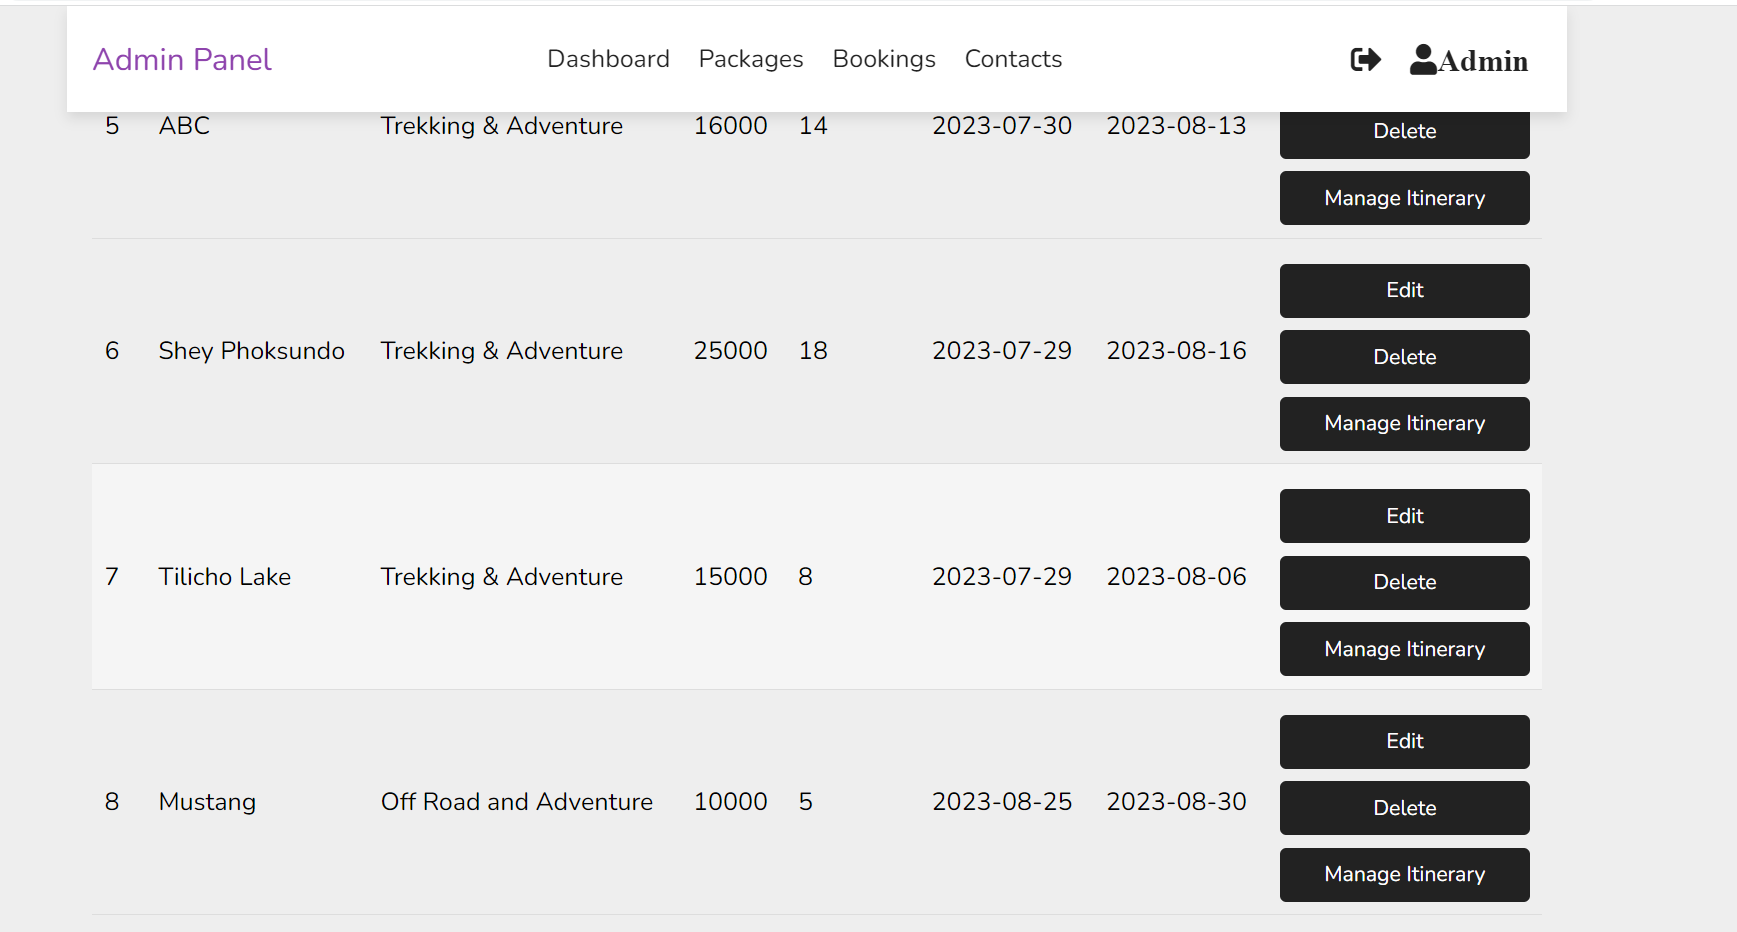 Admin Panel Dashboard Packages Bookings Contacts Admin
5 ABC Trekking & Adventure 16000 14 2023-07-30 2023-08-13 Delete
Manage Itinerary
Edit
6 Shey Phoksundo Trekking & Adventure 25000 18 2023-07-29 2023-08-16 Delete
Manage Itinerary
Edit
7 Tilicho Lake Trekking & Adventure 15000 8 2023-07-29 2023-08-06 Delete
Manage Itinerary
Edit
8 Mustang Off Road and Adventure 10000 5 2023-08-25 2023-08-30 Delete
Manage Itinerary